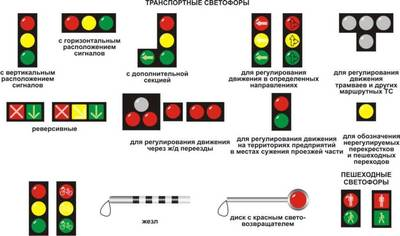 ТРАНСПОРТНЫЕ СВЕТОФОРЫ
с вертикальным
расположением
сигналов
с горизонтальным
расположением
сигналов
с дополнительной
секцией
для регулирования
движения в определенных
направлениях
для регулирования
движения
трамваев и других
маршрутных ТС
реверсивные
для регулирования движения
через ж/д переезды
для регулирования движения
на территориях предприятий
в местах сужения проезжей части
для обозначения
нерегулируемых
перекрестков
и пешеходных
переходов
жезл
диск с красным свето-
возвращателем
ПЕШЕХОДНЫЕ
СВЕТОФОРЫ